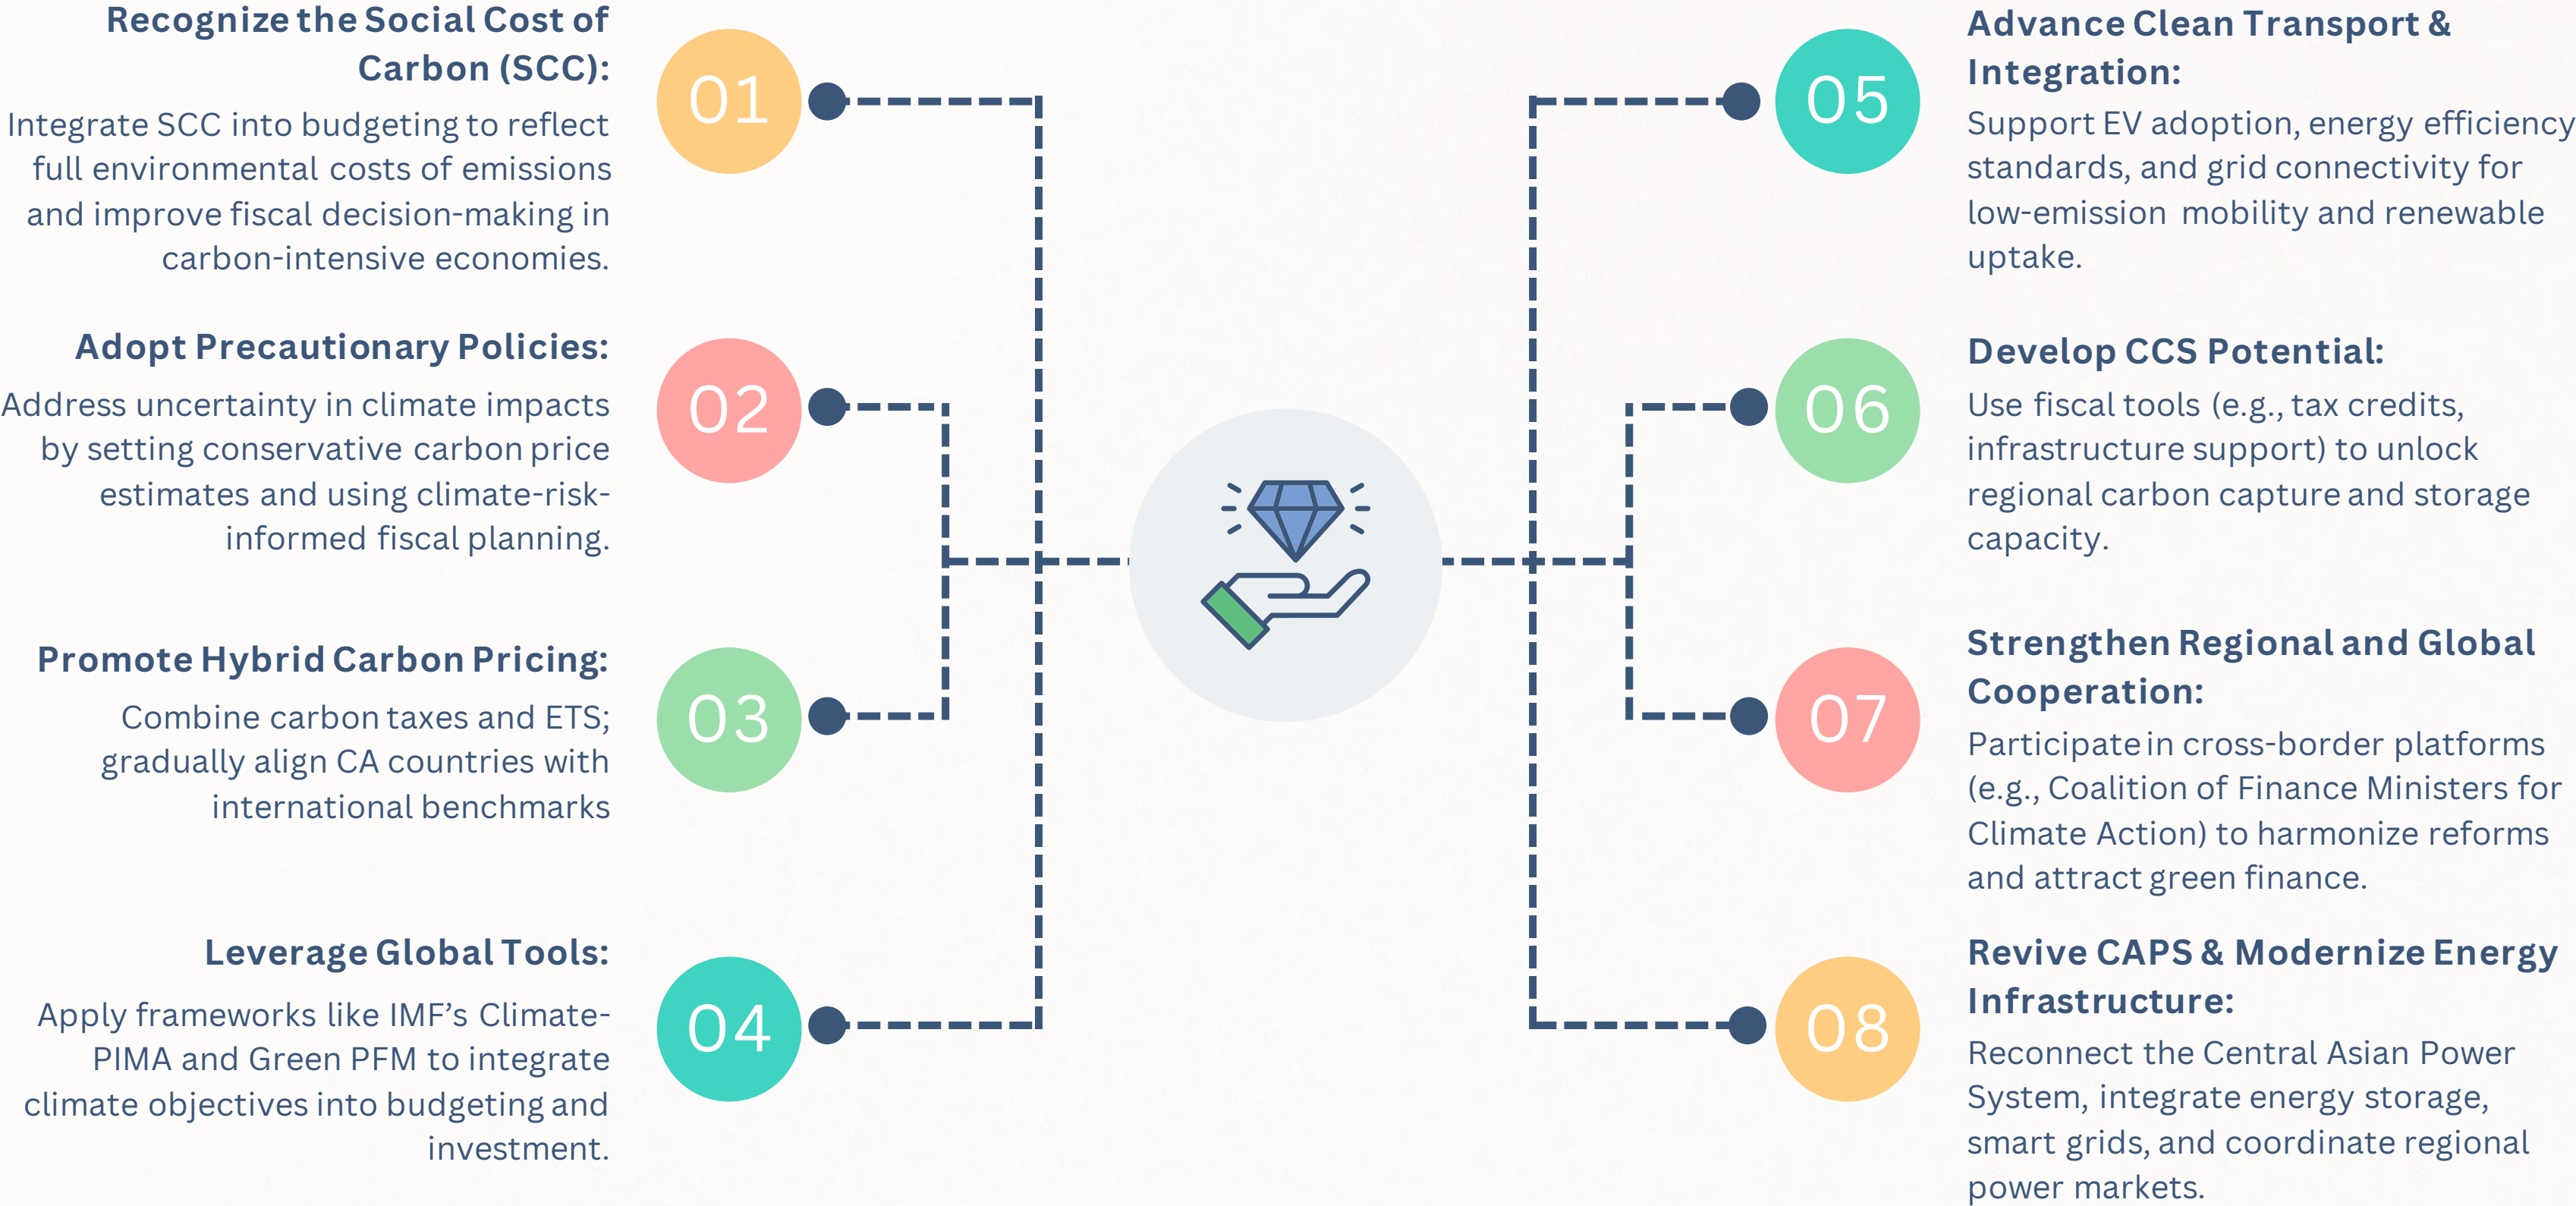 Recognize the Social Cost of
Carbon (SCC):
Integrate SCC into budgeting to reflect
full environmental costs of emissions
and improve fiscal decision-making in
carbon-intensive economies.
01
Adopt Precautionary Policies:
Address uncertainty in climate impacts
by setting conservative carbon price
estimates and using climate-risk-
informed fiscal planning.
02
Promote Hybrid Carbon Pricing:
Combine carbon taxes and ETS;
gradually align CA countries with
international benchmarks
03
Leverage Global Tools:
Apply frameworks like IMF’s Climate-
PIMA and Green PFM to integrate
climate objectives into budgeting and
investment.
04
05
Advance Clean Transport &
Integration:
Support EV adoption, energy efficiency
standards, and grid connectivity for
low-emission mobility and renewable
uptake.
06
Develop CCS Potential:
Use fiscal tools (e.g., tax credits,
infrastructure support) to unlock
regional carbon capture and storage
capacity.
07
Strengthen Regional and Global
Cooperation:
Participate in cross-border platforms
(e.g., Coalition of Finance Ministers for
Climate Action) to harmonize reforms
and attract green finance.
08
Revive CAPS & Modernize Energy
Infrastructure:
Reconnect the Central Asian Power
System, integrate energy storage,
smart grids, and coordinate regional
power markets.